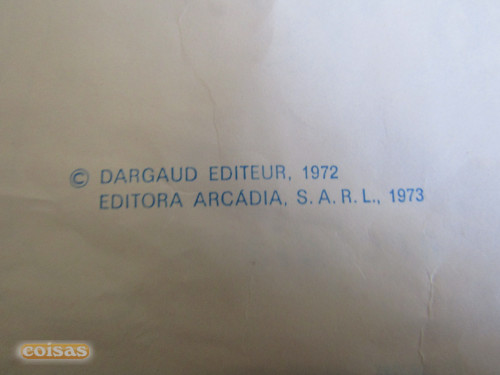 © DARGAUD EDITEUR, 1972
EDITORA ARCÁDIA, S. A. R. L., 1973
coisas